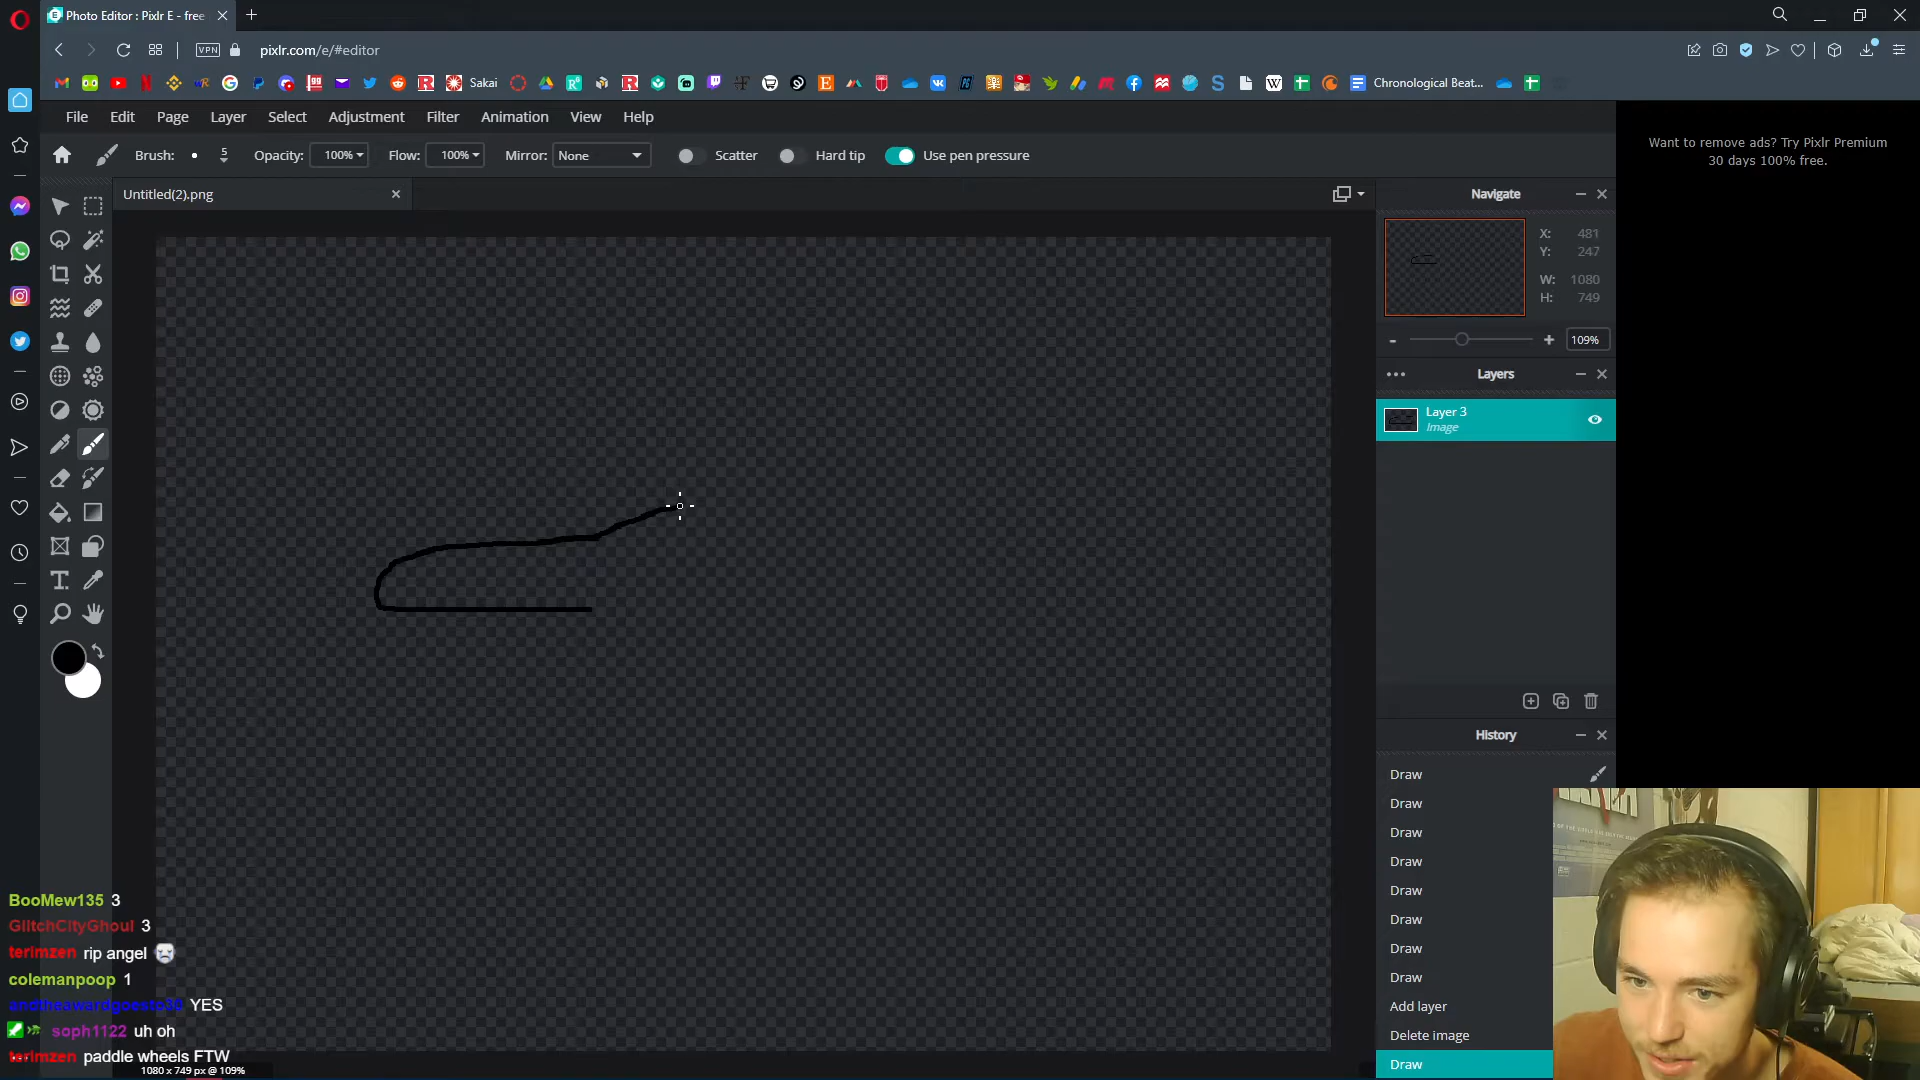 Photo Editor : Pixlr E - free
VPN
pixlr.com/e/#editor
Sakai
Chronological Beat...
File Edit Page Layer Select Adjustment Filter Animation View Help
Brush: 5 Opacity: 100% Flow: 100% Mirror: None Scatter Hard tip Use pen pressure
Want to remove ads? Try Pixlr Premium
30 days 100% free.
Untitled(2).png
Navigate
X: 481
Y: 247
W: 1080
H: 749
109%
Layers
Layer 3
Image
History
Draw
Draw
Draw
Draw
Draw
Draw
Draw
Draw
Add layer
Delete image
Draw
BooMew135 3
GlitchCityGhoul 3
terimzen rip angel
colemanpoop 1
andtheawardgoesto30 YES
soph1122 uh oh
terimzen paddle wheels FTW
1080 x 749 px @ 109%